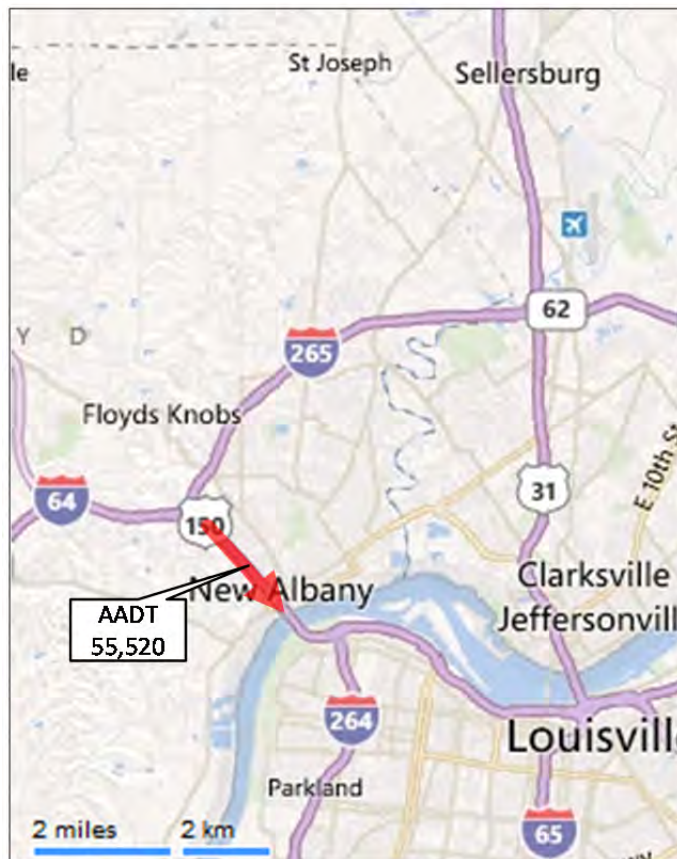 le
St Joseph
Sellersburg
62
265
Y D
Floyds Knobs
64
150
31
E 10th St
New Albany
Clarksville
Jeffersonvill
AADT
55,520
264
Louisvill
Parkland
2 miles
2 km
65